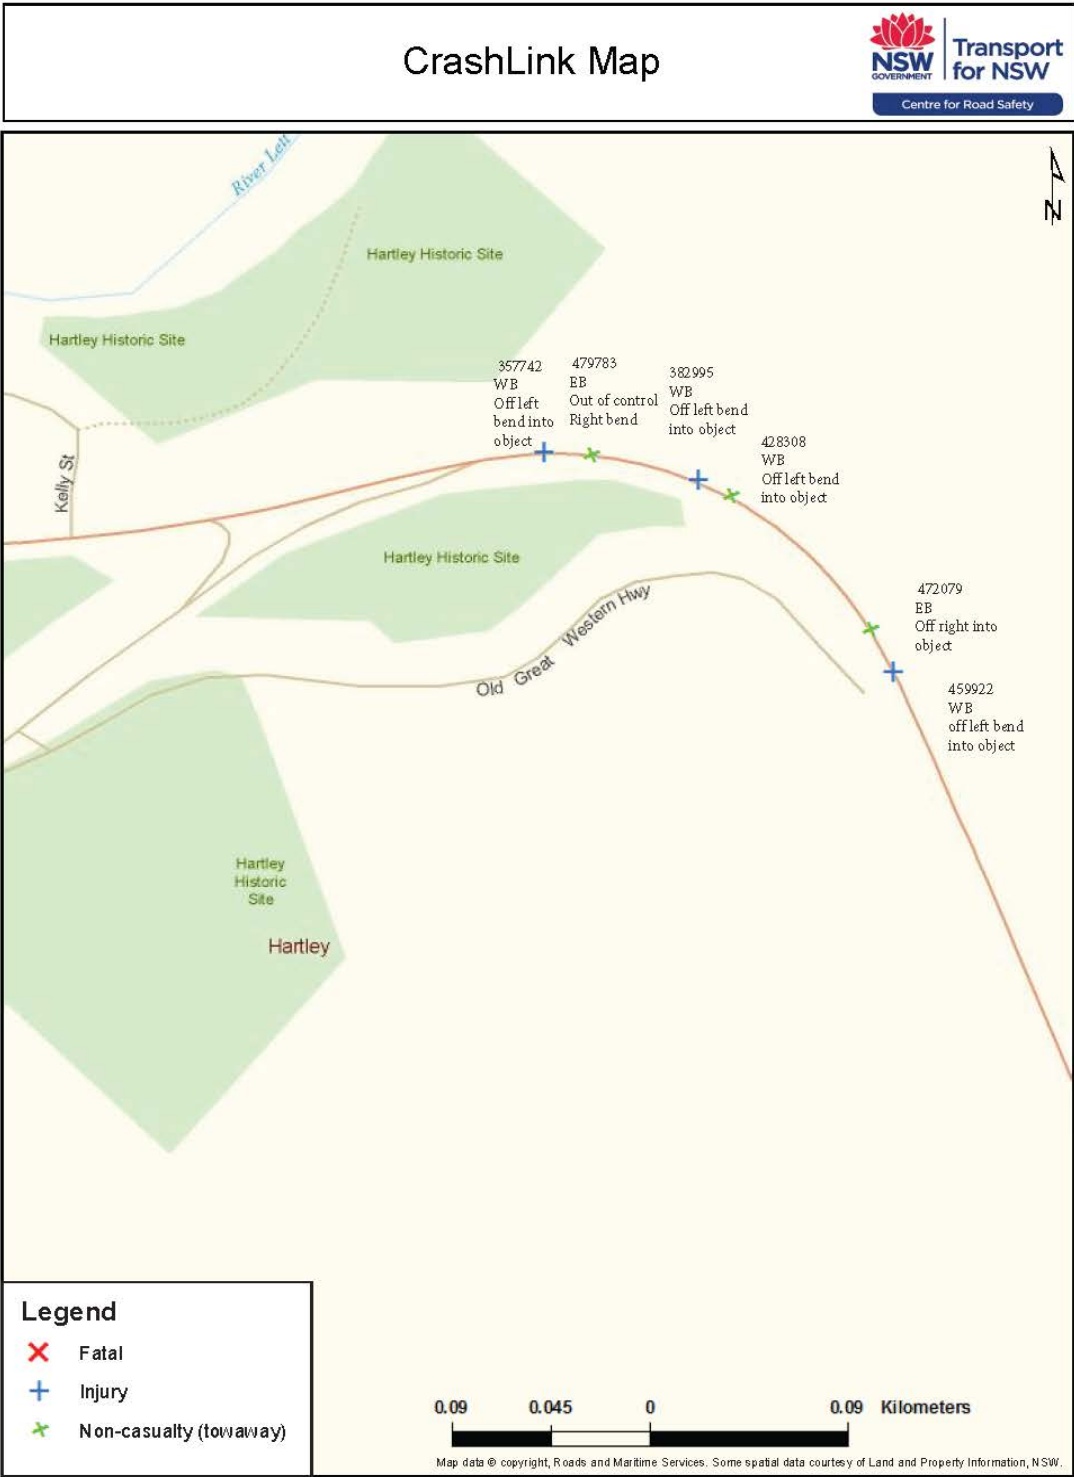 CrashLink Map
NSW
GOVERNMENT
Transport
for NSW
Centre for Road Safety
River Lett
N
Hartley Historic Site
Hartley Historic Site
357742
WB
Off left
bend into
object
479783
EB
Out of control
Right bend
382995
WB
Off left bend
into object
428308
WB
Off left bend
into object
Kelly St
Hartley Historic Site
Old Great Western Hwy
472079
EB
Off right into
object
459922
WB
off left bend
into object
Hartley
Historic
Site
Hartley
Legend
Fatal
Injury
Non-casualty (towaway)
0.09 0.045 0 0.09 Kilometers
Map data © copyright, Roads and Maritime Services. Some spatial data courtesy of Land and Property Information, NSW.